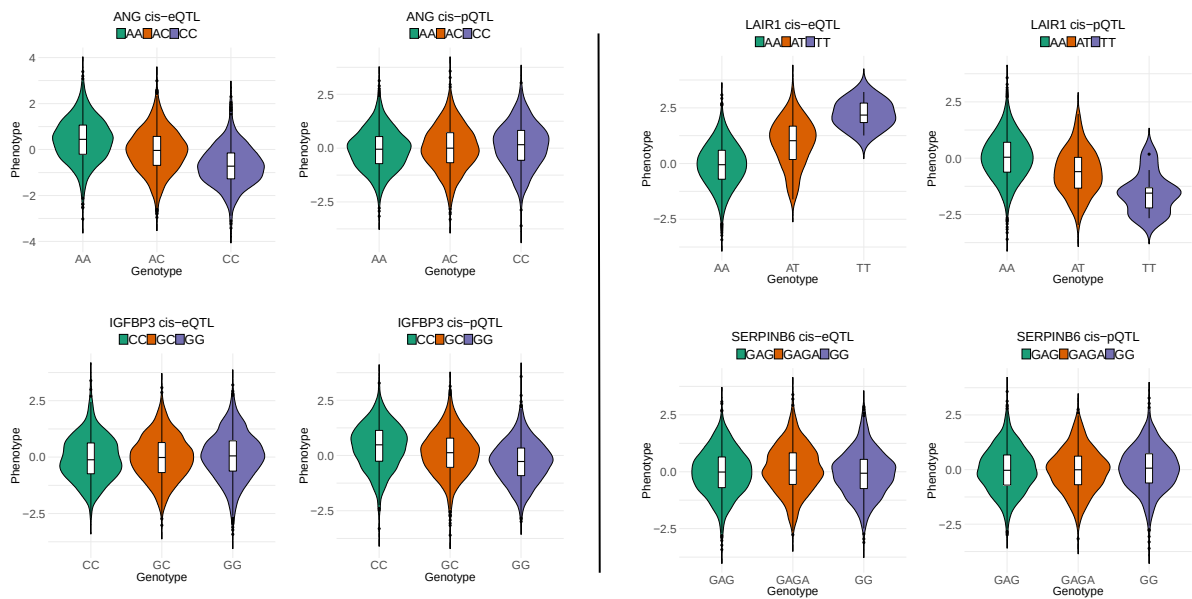 ANG cis−eQTL
AA AC CC
4
2
0
−2
−4
Phenotype
AA AC CC
Genotype
ANG cis−pQTL
AA AC CC
2.5
0.0
−2.5
Phenotype
AA AC CC
Genotype
LAIR1 cis−eQTL
AA AT TT
2.5
0.0
−2.5
Phenotype
AA AT TT
Genotype
LAIR1 cis−pQTL
AA AT TT
2.5
0.0
−2.5
Phenotype
AA AT TT
Genotype
IGFBP3 cis−eQTL
CC GC GG
2.5
0.0
−2.5
Phenotype
CC GC GG
Genotype
IGFBP3 cis−pQTL
CC GC GG
2.5
0.0
−2.5
Phenotype
CC GC GG
Genotype
SERPINB6 cis−eQTL
GAG GAGA GG
2.5
0.0
−2.5
Phenotype
GAG GAGA GG
Genotype
SERPINB6 cis−pQTL
GAG GAGA GG
2.5
0.0
−2.5
Phenotype
GAG GAGA GG
Genotype